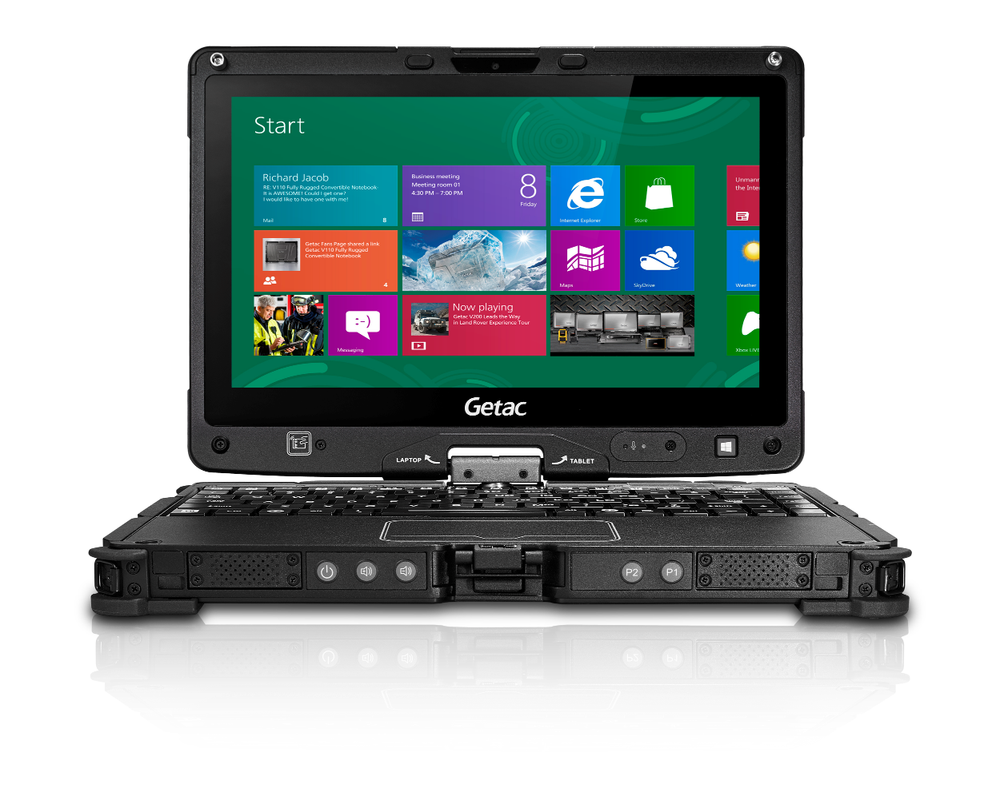 Start
Richard Jacob
RE: V110 Fully Rugged Convertible Notebook-
It is AWESOME! Could I get one?
I would like to have one with me!
Mail
8
Business meeting
Meeting room 01
4:30 PM – 7:00 PM
8
Friday
Internet Explorer
Store
Unmann
the Inte
Getac Fans Page shared a link
Getac V110 Fully Rugged
Convertible Notebook
4
Maps
SkyDrive
Weather
Messaging
Now playing
Getac V200 Leads the Way
in Land Rover Experience Tour
Xbox LIVE
Getac
LAPTOP
TABLET
P2
P1